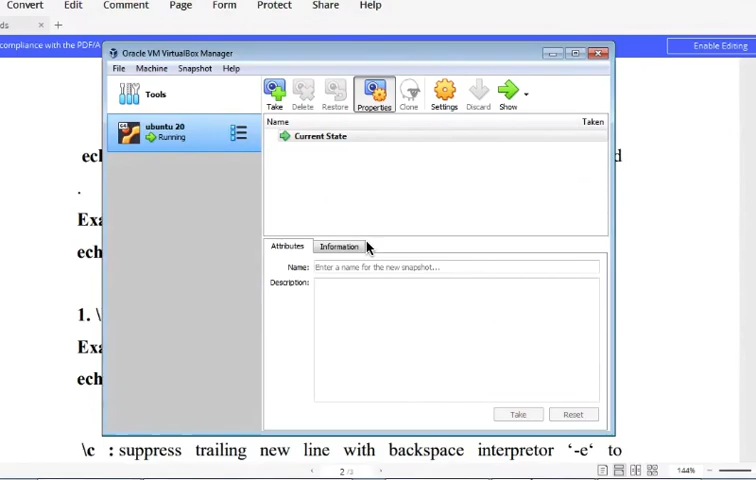 Convert Edit Comment Page Form Protect Share Help
ds × +
compliance with the PDF/A
Enable Editing
Oracle VM VirtualBox Manager
File Machine Snapshot Help
Tools
Take Delete Restore Properties Clone Settings Discard Show
ubuntu 20
Running
Name Taken
Current State
ech d
.
Exa
ech
Attributes Information
Name: Enter a name for the new snapshot...
Description:
1. \
Exa
ech
Take Reset
\c : suppress trailing new line with backspace interpretor ‘-e‘ to
2 /3
144%